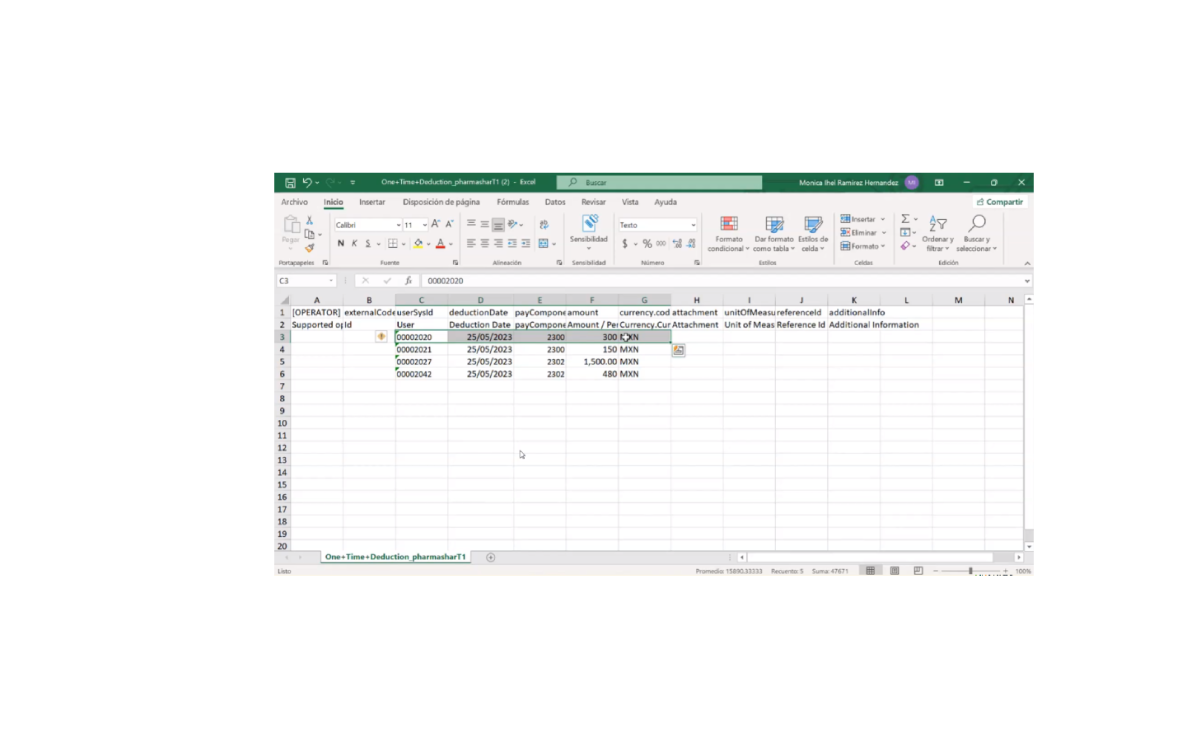 One+Time+Deduction_pharmasharT1 (2) - Excel Buscar Monica Ihei Ramirez Hernandez
Archivo Inicio Insertar Disposición de página Fórmulas Datos Revisar Vista Ayuda Compartir
Pegar Calibri 11 A A Sensibilidad Texto Formato condicional Dar formato como tabla Estilos de celda Insertar Eliminar Formato Ordenar y filtrar Buscar y seleccionar
N K S $ % 000
Portapapeles Fuente Alineación Sensibilidad Número Estilos Celdas Edición
C3 fx 00002020
A B C D E F G H I J K L M N
1 [OPERATOR] externalCode userSysId deductionDate payCompone amount currency.cod attachment unitOfMeasu referenceId additionalInfo
2 Supported op Id User Deduction Date payCompone Amount / Per Currency.Cur Attachment Unit of Meas Reference Id Additional Information
3 00002020 25/05/2023 2300 300 MXN
4 00002021 25/05/2023 2300 150 MXN
5 00002027 25/05/2023 2302 1,500.00 MXN
6 00002042 25/05/2023 2302 480 MXN
7
8
9
10
11
12
13
14
15
16
17
18
19
20
One+Time+Deduction_pharmasharT1
Listo Promedio: 15890.33333 Recuento: 5 Suma: 47671 100%